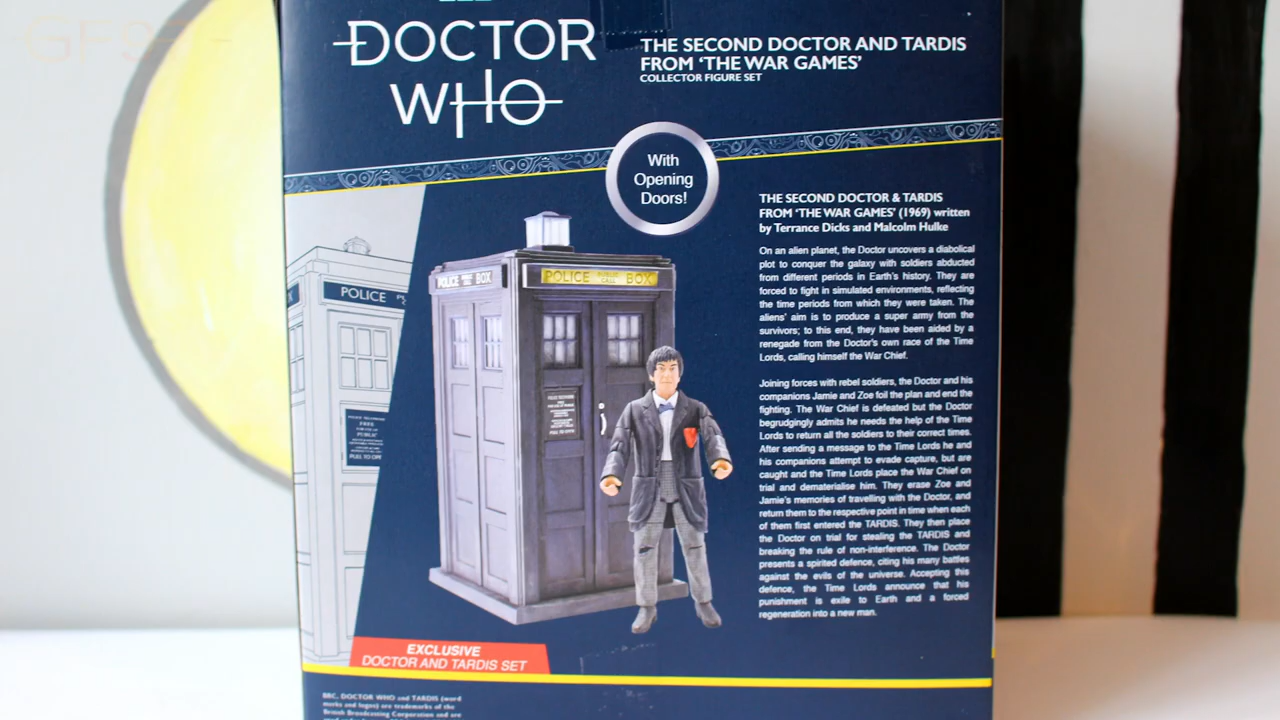 DOCTOR
WHO
THE SECOND DOCTOR AND TARDIS
FROM ‘THE WAR GAMES’
COLLECTOR FIGURE SET
With
Opening
Doors!
THE SECOND DOCTOR & TARDIS
FROM ‘THE WAR GAMES’ (1969) written
by Terrance Dicks and Malcolm Hulke
On an alien planet, the Doctor uncovers a diabolical
plot to conquer the galaxy with soldiers abducted
from different periods in Earth's history. They are
forced to fight in simulated environments, reflecting
the time periods from which they were taken. The
aliens' aim is to produce a super army from the
survivors; to this end, they have been aided by a
renegade from the Doctor's own race of the Time
Lords, calling himself the War Chief.
Joining forces with rebel soldiers, the Doctor and his
companions Jamie and Zoe foil the plan and end the
fighting. The War Chief is defeated but the Doctor
begrudgingly admits he needs the help of the Time
Lords to return all the soldiers to their correct times.
After sending a message to the Time Lords he and
his companions attempt to evade capture, but are
caught and the Time Lords place the War Chief on
trial and dematerialise him. They erase Zoe and
Jamie's memories of travelling with the Doctor, and
return them to the respective point in time when each
of them first entered the TARDIS. They then place
the Doctor on trial for stealing the TARDIS and
breaking the rule of non-interference. The Doctor
presents a spirited defence, citing his many battles
against the evils of the universe. Accepting this
defence, the Time Lords announce that his
punishment is exile to Earth and a forced
regeneration into a new man.
POLICE PUBLIC CALL BOX
POLICE BOX
POLICE
FREE
PUBLIC
PULL TO OPEN
PULL TO OPE
EXCLUSIVE
DOCTOR AND TARDIS SET
BBC, DOCTOR WHO and TARDIS (word
marks and logos) are trademarks of the
British Broadcasting Corporation and are